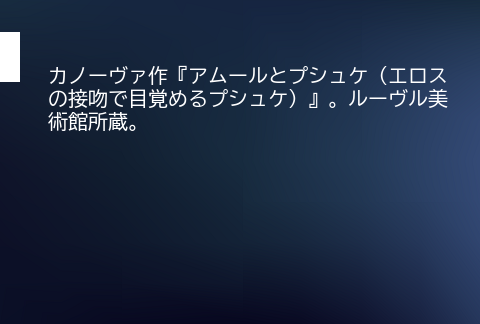 カノーヴァ作『アムールとプシュケ（エロス
の接吻で目覚めるプシュケ）』。ルーヴル美
術館所蔵。